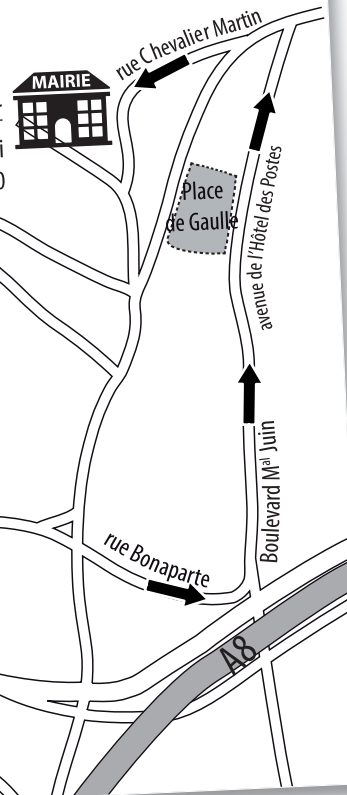 rue Chevalier Martin
MAIRIE
Place
de Gaulle
avenue de l'Hôtel des Postes
Boulevard Mal Juin
rue Bonaparte
A8